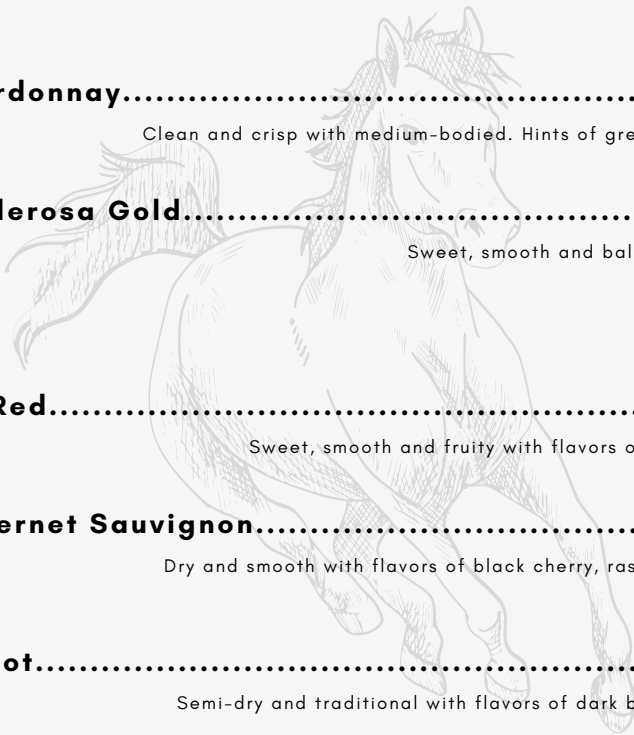 rdonnay..............................
Clean and crisp with medium-bodied. Hints of gre
lerosa Gold.........................
Sweet, smooth and bal
Red................................
Sweet, smooth and fruity with flavors o
ernet Sauvignon.....................
Dry and smooth with flavors of black cherry, ras
ot.................................
Semi-dry and traditional with flavors of dark b